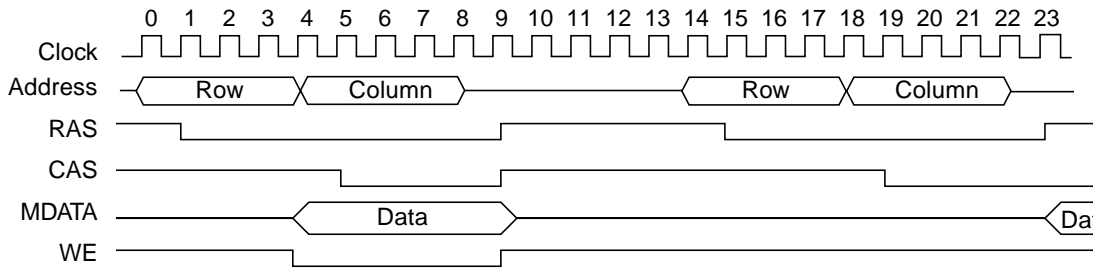 0 1 2 3 4 5 6 7 8 9 10 11 12 13 14 15 16 17 18 19 20 21 22 23
Clock
Address Row Column Row Column
RAS
CAS
MDATA Data Da
WE